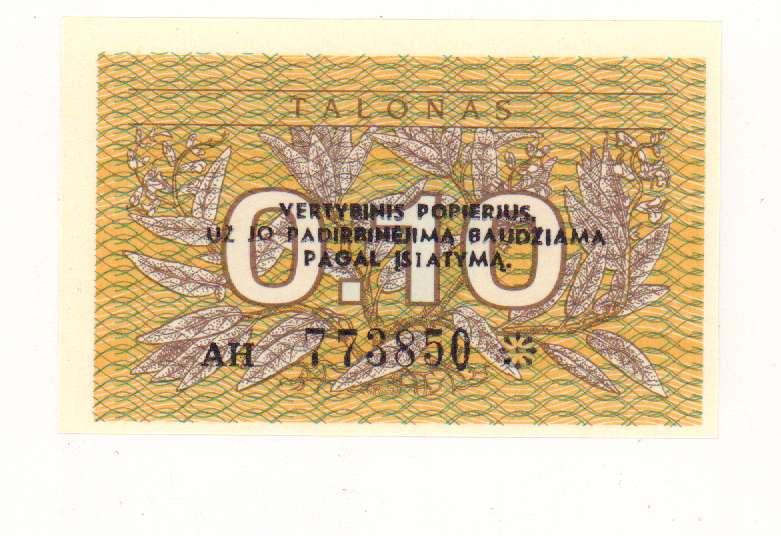 TALONAS
0.10
VERTYBINIS POPIERIUS,
UŽ JO PADIRBINĖJIMĄ BAUDŽIAMA
PAGAL ĮSTATYMĄ.
AH 773850 ※